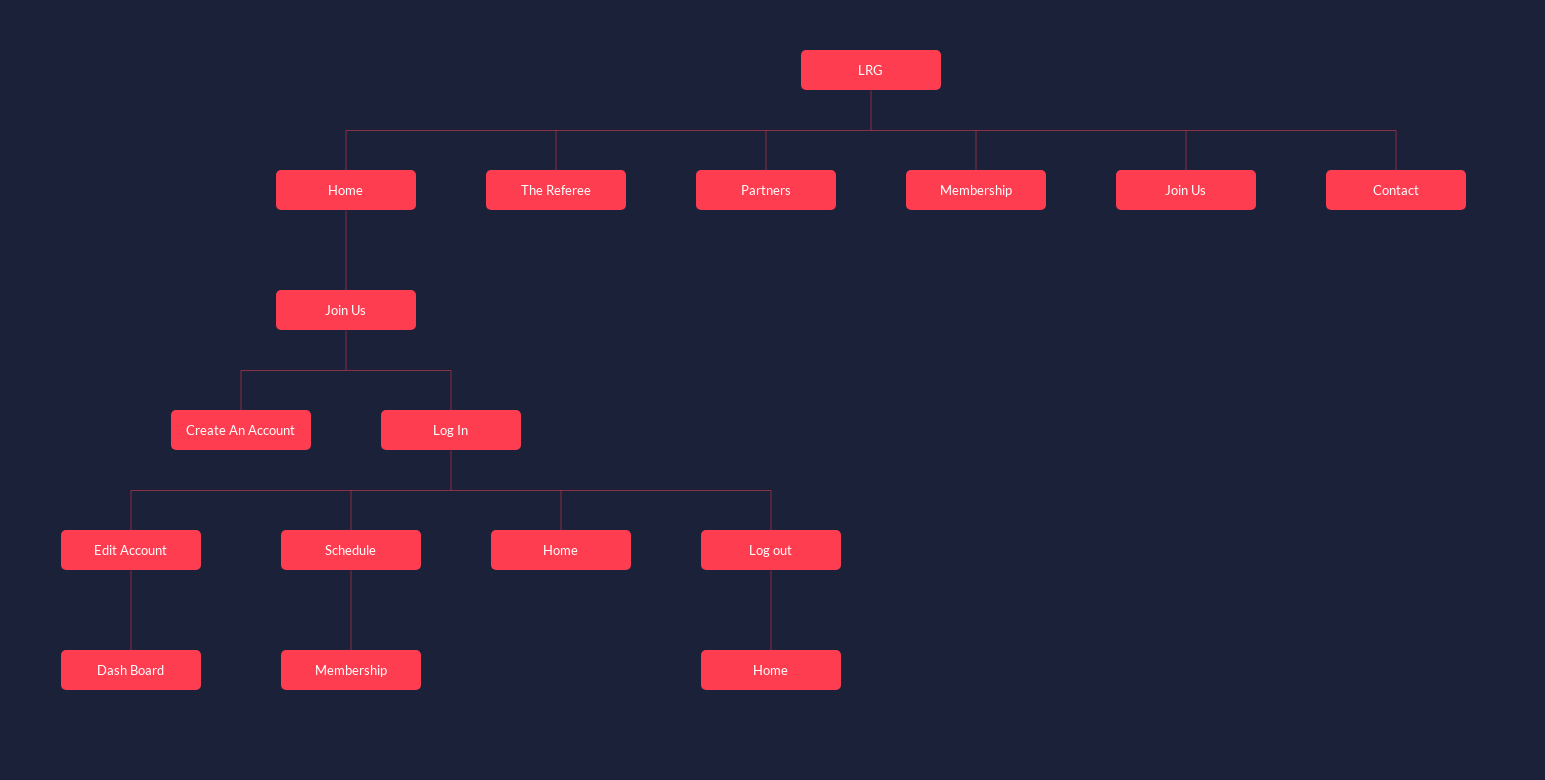 LRG
Home
The Referee
Partners
Membership
Join Us
Contact
Join Us
Create An Account
Log In
Edit Account
Schedule
Home
Log out
Dash Board
Membership
Home